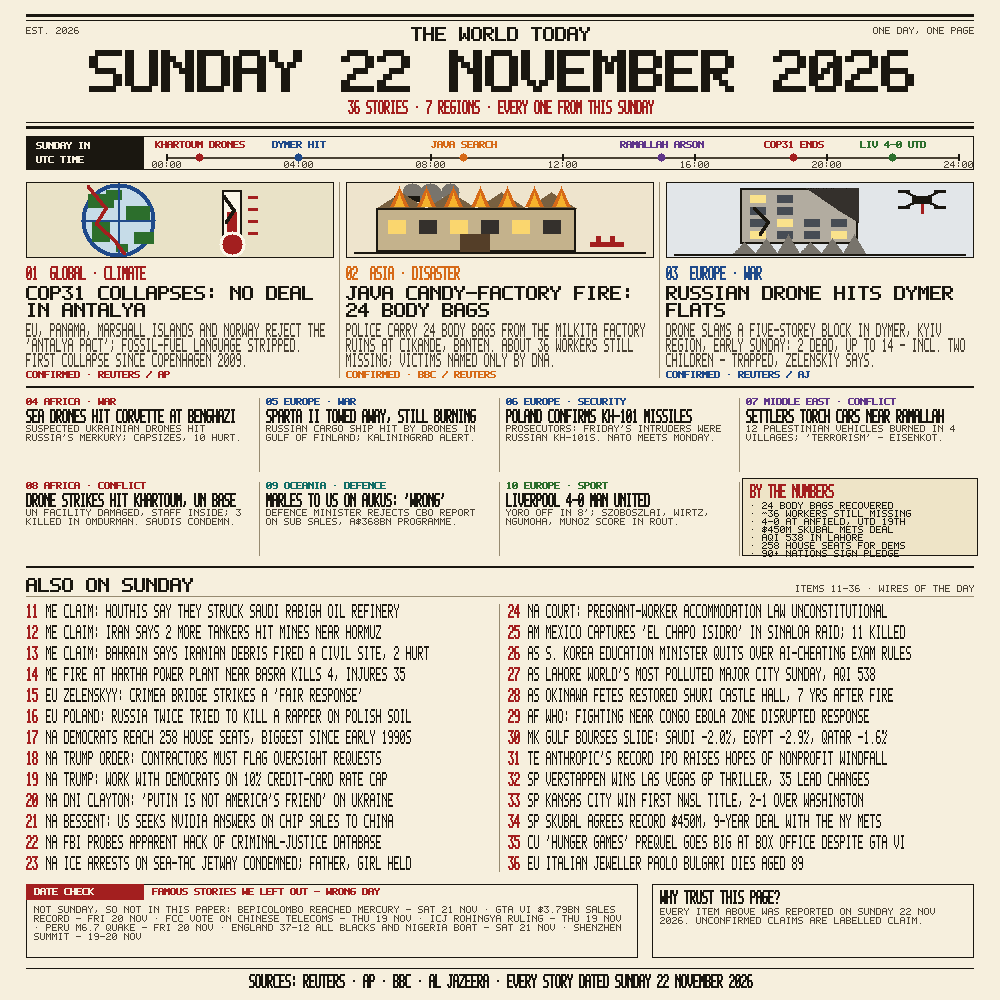 EST. 2026
THE WORLD TODAY
ONE DAY, ONE PAGE
SUNDAY 22 NOVEMBER 2026
36 STORIES · 7 REGIONS · EVERY ONE FROM THIS SUNDAY
SUNDAY IN
UTC TIME
KHARTOUM DRONES
DYMER HIT
JAVA SEARCH
RAMALLAH ARSON
COP31 ENDS
LIV 4-0 UTD
00:00 04:00 08:00 12:00 16:00 20:00 24:00
01 GLOBAL · CLIMATE
COP31 COLLAPSES: NO DEAL
IN ANTALYA
EU, PANAMA, MARSHALL ISLANDS AND NORWAY REJECT THE
'ANTALYA PACT'; FOSSIL-FUEL LANGUAGE STRIPPED.
FIRST COLLAPSE SINCE COPENHAGEN 2009.
CONFIRMED · REUTERS / AP
02 ASIA · DISASTER
JAVA CANDY-FACTORY FIRE:
24 BODY BAGS
POLICE CARRY 24 BODY BAGS FROM THE MILKITA FACTORY
RUINS AT CIKANDE, BANTEN. ABOUT 36 WORKERS STILL
MISSING; VICTIMS NAMED ONLY BY DNA.
CONFIRMED · BBC / REUTERS
03 EUROPE · WAR
RUSSIAN DRONE HITS DYMER
FLATS
DRONE SLAMS A FIVE-STOREY BLOCK IN DYMER, KYIV
REGION, EARLY SUNDAY: 2 DEAD, UP TO 14 - INCL. TWO
CHILDREN - TRAPPED, ZELENSKIY SAYS.
CONFIRMED · REUTERS / AJ
04 AFRICA · WAR
SEA DRONES HIT CORVETTE AT BENGHAZI
SUSPECTED UKRAINIAN DRONES HIT
RUSSIA'S MERKURY; CAPSIZES, 10 HURT.
05 EUROPE · WAR
SPARTA II TOWED AWAY, STILL BURNING
RUSSIAN CARGO SHIP HIT BY DRONES IN
GULF OF FINLAND; KALININGRAD ALERT.
06 EUROPE · SECURITY
POLAND CONFIRMS KH-101 MISSILES
PROSECUTORS: FRIDAY'S INTRUDERS WERE
RUSSIAN KH-101S. NATO MEETS MONDAY.
07 MIDDLE EAST · CONFLICT
SETTLERS TORCH CARS NEAR RAMALLAH
12 PALESTINIAN VEHICLES BURNED IN 4
VILLAGES; 'TERRORISM' - EISENKOT.
08 AFRICA · CONFLICT
DRONE STRIKES HIT KHARTOUM, UN BASE
UN FACILITY DAMAGED, STAFF INSIDE; 3
KILLED IN OMDURMAN. SAUDIS CONDEMN.
09 OCEANIA · DEFENCE
MARLES TO US ON AUKUS: 'WRONG'
DEFENCE MINISTER REJECTS CBO REPORT
ON SUB SALES, A$368BN PROGRAMME.
10 EUROPE · SPORT
LIVERPOOL 4-0 MAN UNITED
YORO OFF IN 8'; SZOBOSZLAI, WIRTZ,
NGUMOHA, MUNOZ SCORE IN ROUT.
BY THE NUMBERS
· 24 BODY BAGS RECOVERED
· ~36 WORKERS STILL MISSING
· 4-0 AT ANFIELD, UTD 19TH
· $450M SKUBAL METS DEAL
· AQI 538 IN LAHORE
· 258 HOUSE SEATS FOR DEMS
· 90+ NATIONS SIGN PLEDGE
ALSO ON SUNDAY
ITEMS 11-36 · WIRES OF THE DAY
11 ME CLAIM: HOUTHIS SAY THEY STRUCK SAUDI RABIGH OIL REFINERY
12 ME CLAIM: IRAN SAYS 2 MORE TANKERS HIT MINES NEAR HORMUZ
13 ME CLAIM: BAHRAIN SAYS IRANIAN DEBRIS FIRED A CIVIL SITE, 2 HURT
14 ME FIRE AT HARTHA POWER PLANT NEAR BASRA KILLS 4, INJURES 35
15 EU ZELENSKYY: CRIMEA BRIDGE STRIKES A 'FAIR RESPONSE'
16 EU POLAND: RUSSIA TWICE TRIED TO KILL A RAPPER ON POLISH SOIL
17 NA DEMOCRATS REACH 258 HOUSE SEATS, BIGGEST SINCE EARLY 1990S
18 NA TRUMP ORDER: CONTRACTORS MUST FLAG OVERSIGHT REQUESTS
19 NA TRUMP: WORK WITH DEMOCRATS ON 10% CREDIT-CARD RATE CAP
20 NA DNI CLAYTON: 'PUTIN IS NOT AMERICA'S FRIEND' ON UKRAINE
21 NA BESSENT: US SEEKS NVIDIA ANSWERS ON CHIP SALES TO CHINA
22 NA FBI PROBES APPARENT HACK OF CRIMINAL-JUSTICE DATABASE
23 NA ICE ARRESTS ON SEA-TAC JETWAY CONDEMNED; FATHER, GIRL HELD
24 NA COURT: PREGNANT-WORKER ACCOMMODATION LAW UNCONSTITUTIONAL
25 AM MEXICO CAPTURES 'EL CHAPO ISIDRO' IN SINALOA RAID; 11 KILLED
26 AS S. KOREA EDUCATION MINISTER QUITS OVER AI-CHEATING EXAM RULES
27 AS LAHORE WORLD'S MOST POLLUTED MAJOR CITY SUNDAY, AQI 538
28 AS OKINAWA FETES RESTORED SHURI CASTLE HALL, 7 YRS AFTER FIRE
29 AF WHO: FIGHTING NEAR CONGO EBOLA ZONE DISRUPTED RESPONSE
30 MK GULF BOURSES SLIDE: SAUDI -2.0%, EGYPT -2.9%, QATAR -1.6%
31 TE ANTHROPIC'S RECORD IPO RAISES HOPES OF NONPROFIT WINDFALL
32 SP VERSTAPPEN WINS LAS VEGAS GP THRILLER, 35 LEAD CHANGES
33 SP KANSAS CITY WIN FIRST NWSL TITLE, 2-1 OVER WASHINGTON
34 SP SKUBAL AGREES RECORD $450M, 9-YEAR DEAL WITH THE NY METS
35 CU 'HUNGER GAMES' PREQUEL GOES BIG AT BOX OFFICE DESPITE GTA VI
36 EU ITALIAN JEWELLER PAOLO BULGARI DIES AGED 89
DATE CHECK
FAMOUS STORIES WE LEFT OUT - WRONG DAY
NOT SUNDAY, SO NOT IN THIS PAPER: BEPICOLOMBO REACHED MERCURY - SAT 21 NOV · GTA VI $3.79BN SALES
RECORD - FRI 20 NOV · FCC VOTE ON CHINESE TELECOMS - THU 19 NOV · ICJ ROHINGYA RULING - THU 19 NOV
· PERU M6.7 QUAKE - FRI 20 NOV · ENGLAND 37-12 ALL BLACKS AND NIGERIA BOAT - SAT 21 NOV · SHENZHEN
SUMMIT - 19-20 NOV
WHY TRUST THIS PAGE?
EVERY ITEM ABOVE WAS REPORTED ON SUNDAY 22 NOV
2026. UNCONFIRMED CLAIMS ARE LABELLED CLAIM.
SOURCES: REUTERS · AP · BBC · AL JAZEERA · EVERY STORY DATED SUNDAY 22 NOVEMBER 2026